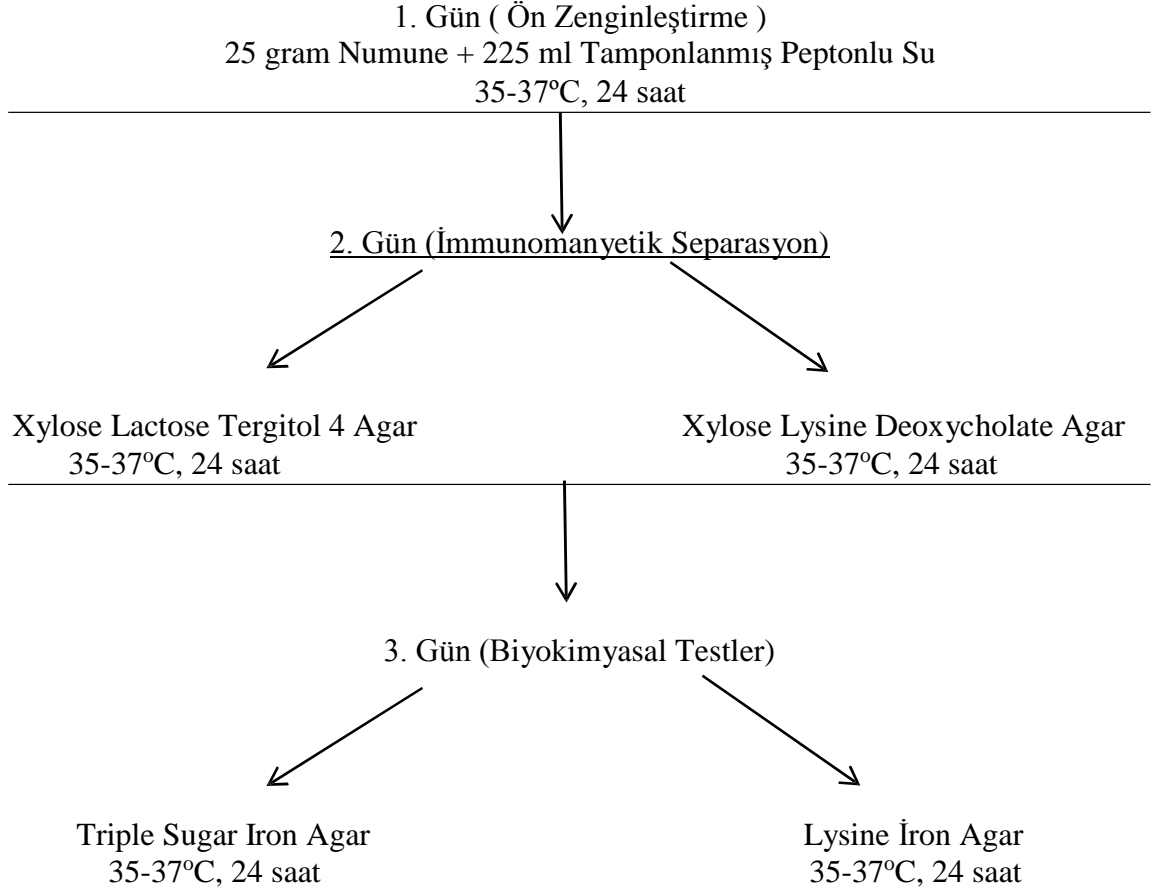 1. Gün ( Ön Zenginleştirme )
25 gram Numune + 225 ml Tamponlanmış Peptonlu Su
35-37ºC, 24 saat
2. Gün (İmmunomanyetik Separasyon)
Xylose Lactose Tergitol 4 Agar
35-37ºC, 24 saat
Xylose Lysine Deoxycholate Agar
35-37ºC, 24 saat
3. Gün (Biyokimyasal Testler)
Triple Sugar Iron Agar
35-37ºC, 24 saat
Lysine İron Agar
35-37ºC, 24 saat